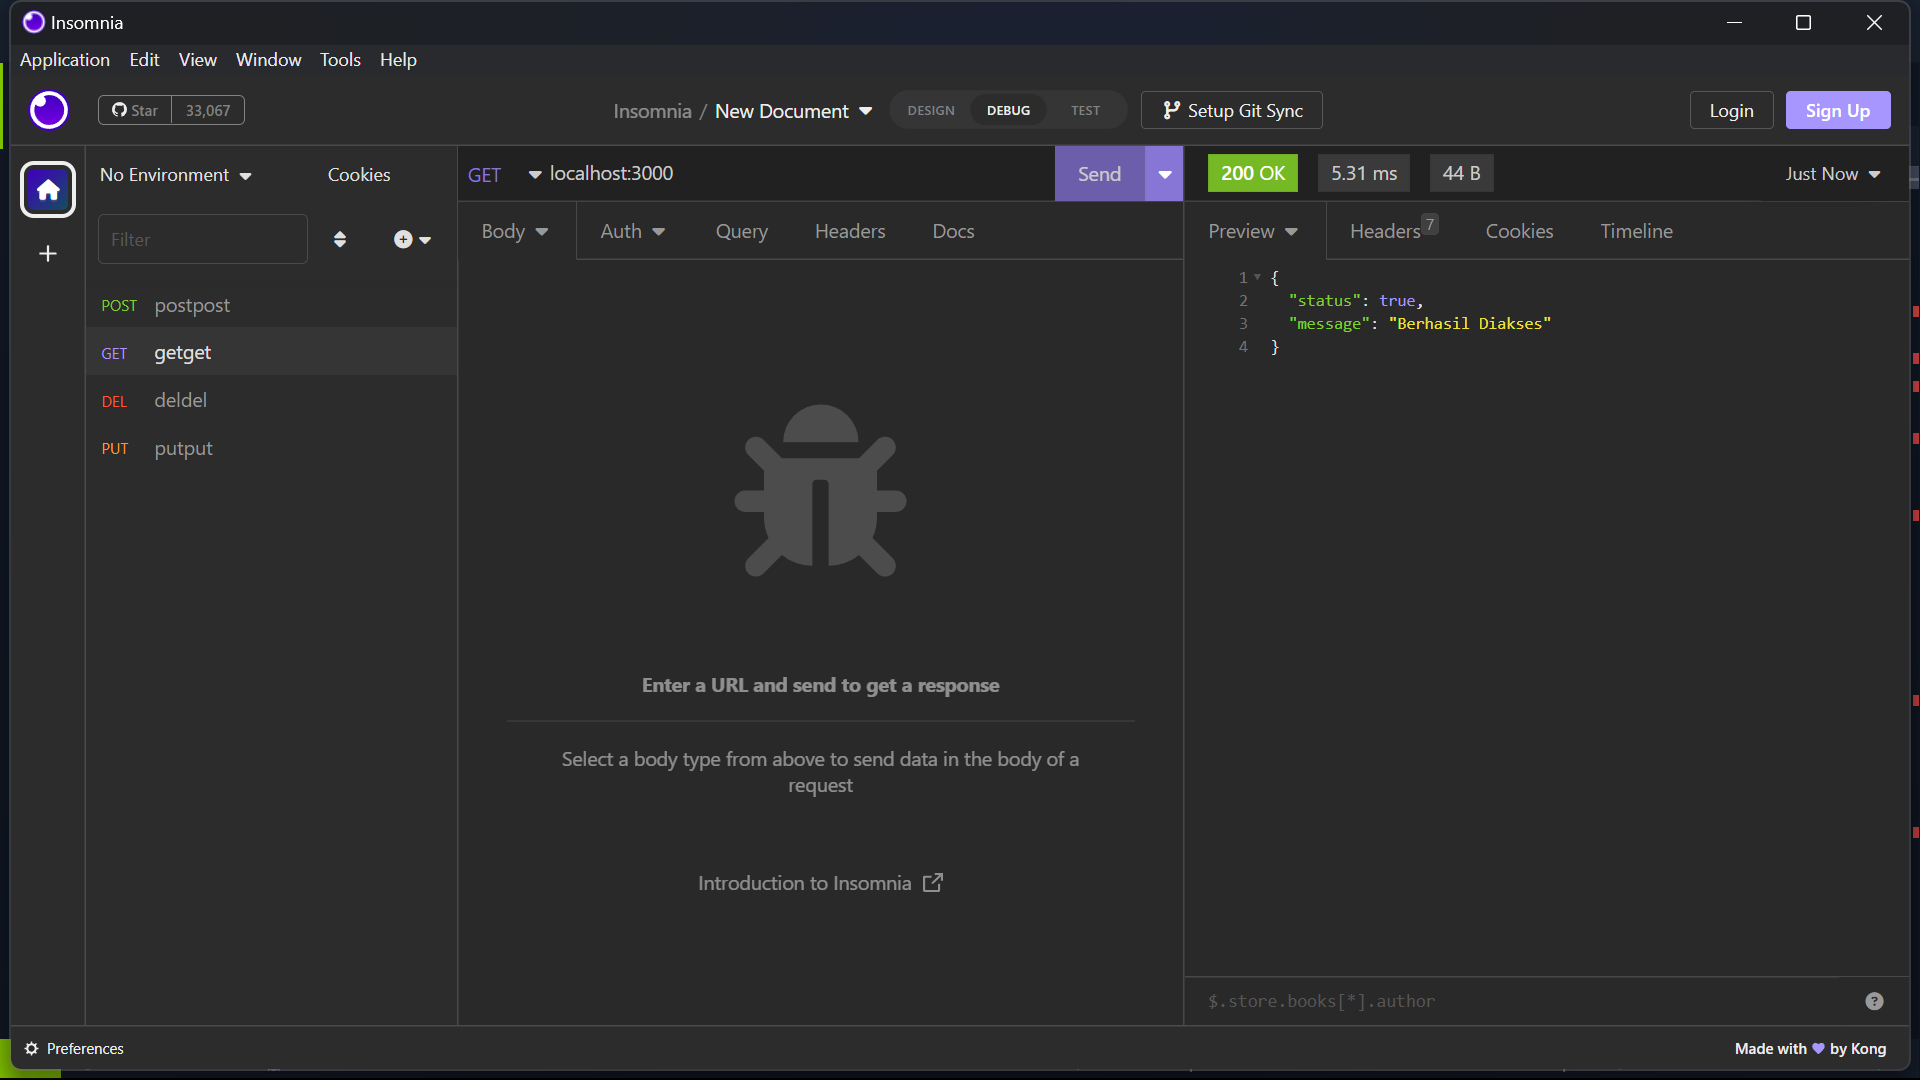 Insomnia
Application Edit View Window Tools Help
Star 33,067
Insomnia / New Document
DESIGN DEBUG TEST
Setup Git Sync
Login
Sign Up
No Environment
Cookies
Filter
POST postpost
GET getget
DEL deldel
PUT putput
GET localhost:3000
Send
Body Auth Query Headers Docs
Enter a URL and send to get a response
Select a body type from above to send data in the body of a
request
Introduction to Insomnia
200 OK 5.31 ms 44 B
Just Now
Preview Headers 7 Cookies Timeline
1 {
2 "status": true,
3 "message": "Berhasil Diakses"
4 }
$.store.books[*].author
?
Preferences
Made with by Kong